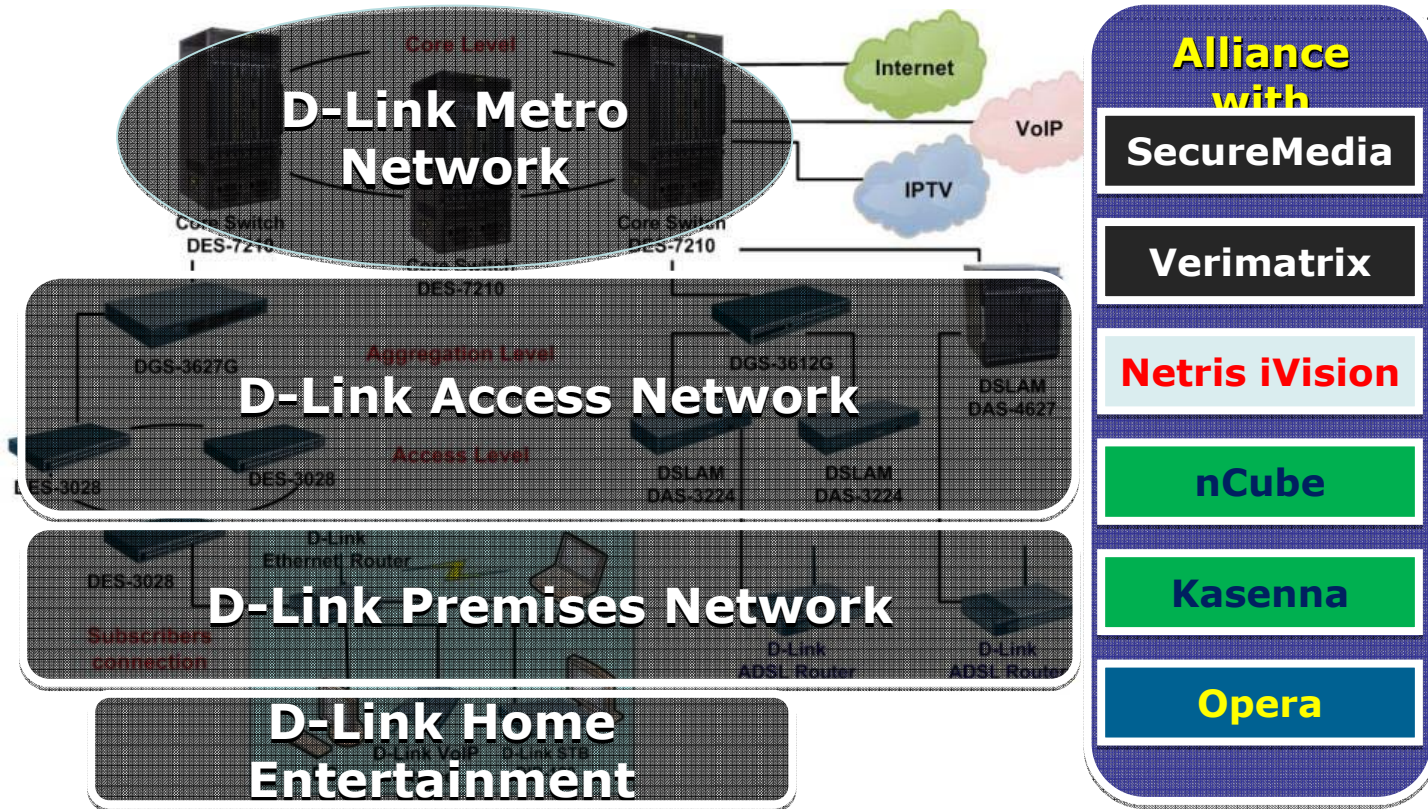 Core Level
D-Link Metro
Network
Internet
VoIP
IPTV
Core Switch
DES-7210
Core Switch
DES-7210
Core Switch
DES-7210
DGS-3627G
Aggregation Level
DGS-3612G
DSLAM
DAS-4627
D-Link Access Network
DES-3028
DES-3028
Access Level
DSLAM
DAS-3224
DSLAM
DAS-3224
DES-3028
D-Link
Ethernet Router
D-Link Premises Network
Subscribers
connection
D-Link
ADSL Router
D-Link
ADSL Router
D-Link Home
Entertainment
D-Link VoIP
D-Link STB
Alliance
with
SecureMedia
Verimatrix
Netris iVision
nCube
Kasenna
Opera